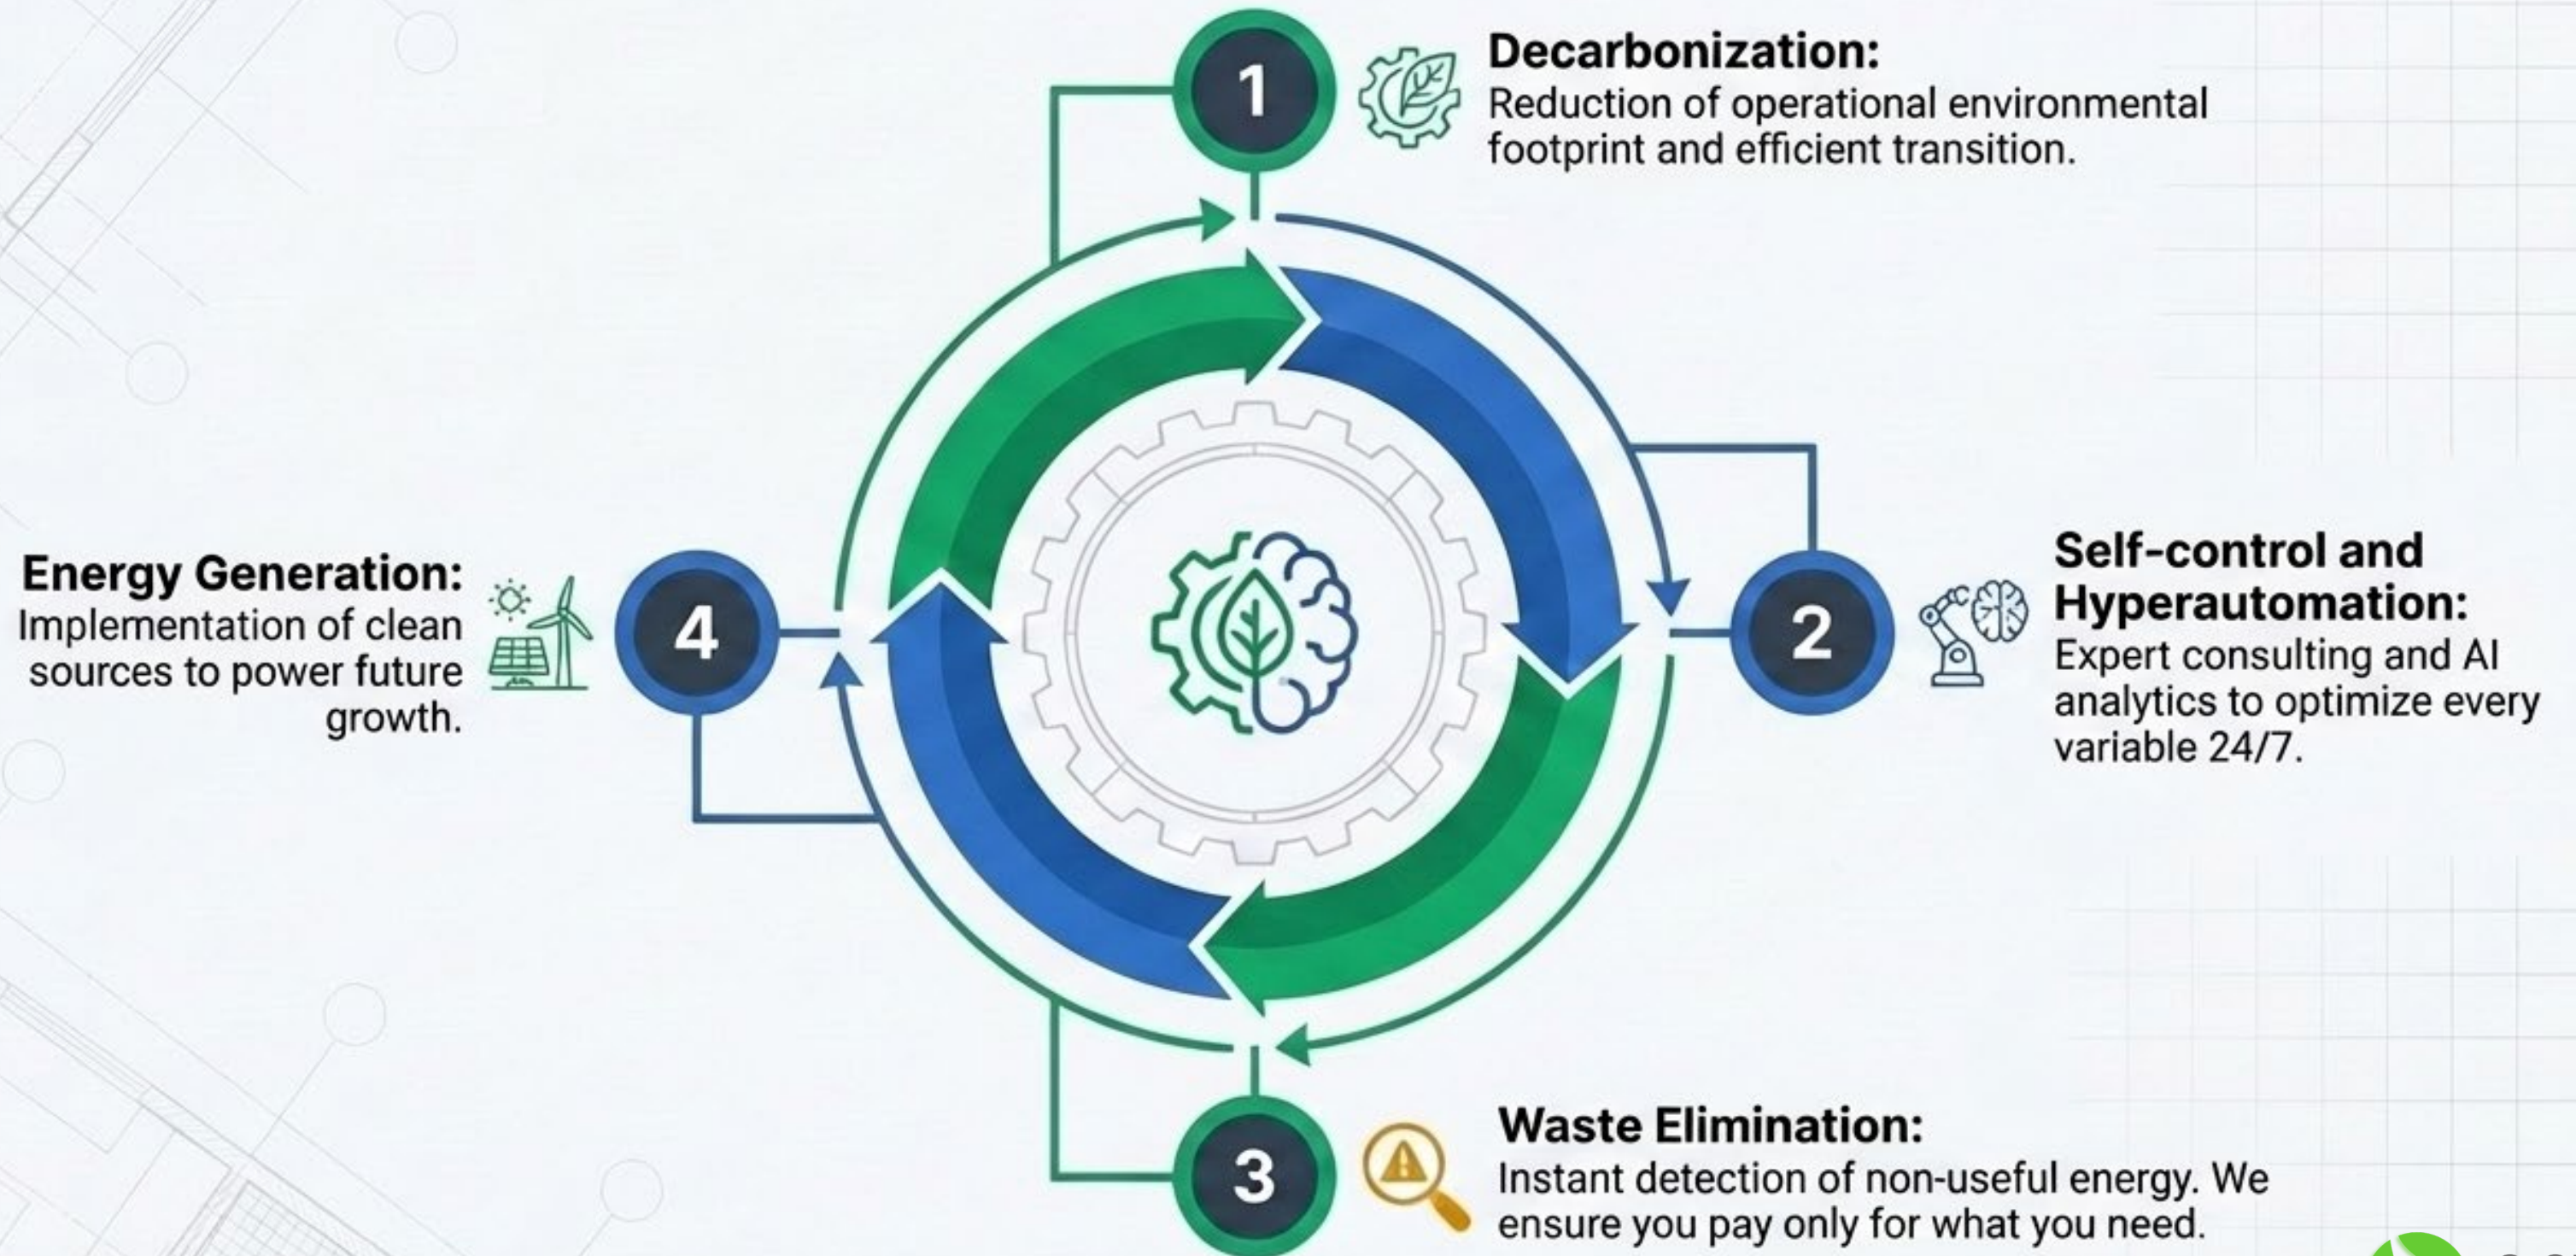 1
Decarbonization:
Reduction of operational environmental
footprint and efficient transition.
2
Self-control and
Hyperautomation:
Expert consulting and AI
analytics to optimize every
variable 24/7.
3
Waste Elimination:
Instant detection of non-useful energy. We
ensure you pay only for what you need.
4
Energy Generation:
Implementation of clean
sources to power future
growth.